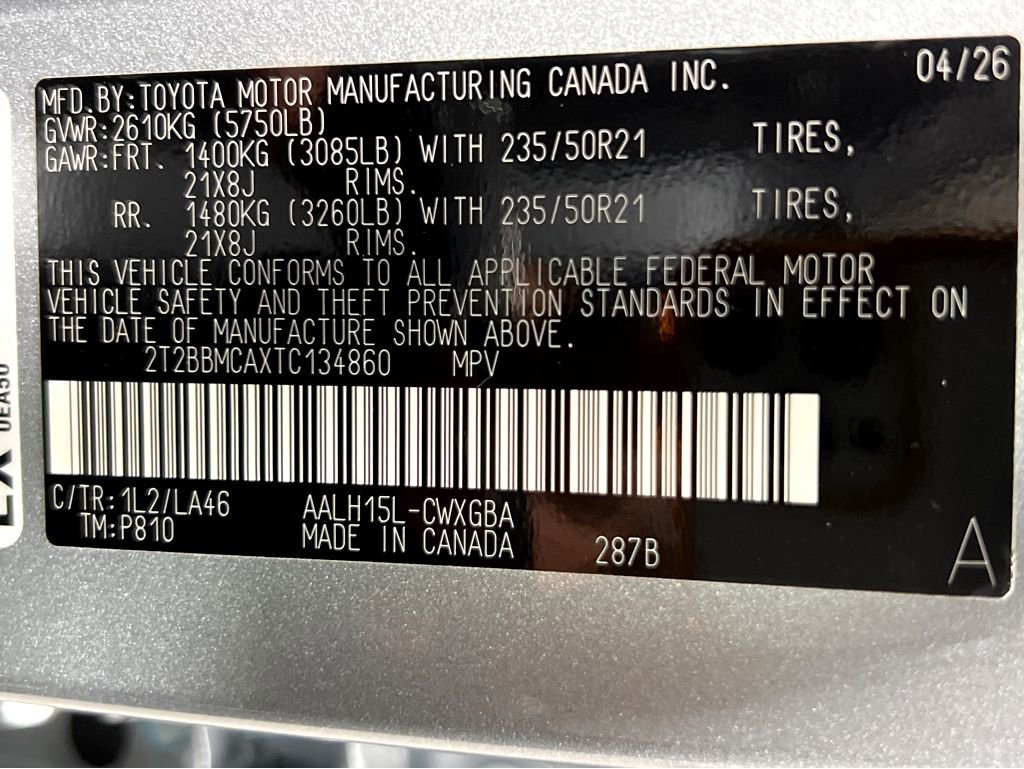 MFD. BY: TOYOTA MOTOR MANUFACTURING CANADA INC. 04/26
GVWR: 2610KG (5750LB)
GAWR: FRT. 1400KG (3085LB) WITH 235/50R21 TIRES,
21X8J RIMS.
RR. 1480KG (3260LB) WITH 235/50R21 TIRES,
21X8J RIMS.
THIS VEHICLE CONFORMS TO ALL APPLICABLE FEDERAL MOTOR
VEHICLE SAFETY AND THEFT PREVENTION STANDARDS IN EFFECT ON
THE DATE OF MANUFACTURE SHOWN ABOVE.
2T2BBMCAXTC134860 MPV
C/TR: 1L2/LA46 AALH15L-CWXGBA
TM: P810 MADE IN CANADA 287B A
0EA50